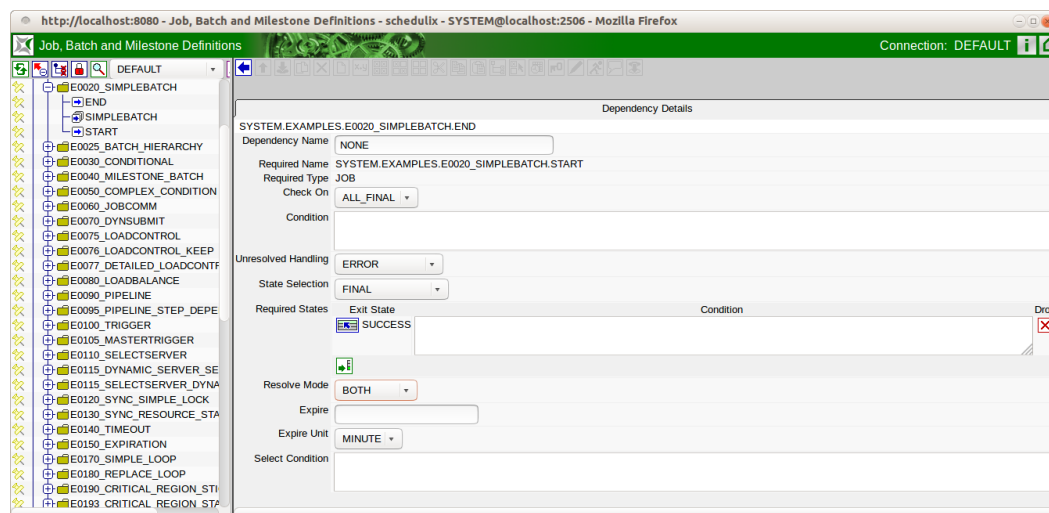 http://localhost:8080 - Job, Batch and Milestone Definitions - schedulix - SYSTEM@localhost:2506 - Mozilla Firefox
Job, Batch and Milestone Definitions
Connection: DEFAULT
DEFAULT
E0020_SIMPLEBATCH
END
SIMPLEBATCH
START
E0025_BATCH_HIERARCHY
E0030_CONDITIONAL
E0040_MILESTONE_BATCH
E0050_COMPLEX_CONDITION
E0060_JOBCOMM
E0070_DYNSUBMIT
E0075_LOADCONTROL
E0076_LOADCONTROL_KEEP
E0077_DETAILED_LOADCONTF
E0080_LOADBALANCE
E0090_PIPELINE
E0095_PIPELINE_STEP_DEPE
E0100_TRIGGER
E0105_MASTERTRIGGER
E0110_SELECTSERVER
E0115_DYNAMIC_SERVER_SE
E0115_SELECTSERVER_DYNA
E0120_SYNC_SIMPLE_LOCK
E0130_SYNC_RESOURCE_STA
E0140_TIMEOUT
E0150_EXPIRATION
E0170_SIMPLE_LOOP
E0180_REPLACE_LOOP
E0190_CRITICAL_REGION_STI
E0193_CRITICAL_REGION_STA
Dependency Details
SYSTEM.EXAMPLES.E0020_SIMPLEBATCH.END
Dependency Name NONE
Required Name SYSTEM.EXAMPLES.E0020_SIMPLEBATCH.START
Required Type JOB
Check On ALL_FINAL
Condition
Unresolved Handling ERROR
State Selection FINAL
Required States Exit State Condition Dro
SUCCESS
Resolve Mode BOTH
Expire
Expire Unit MINUTE
Select Condition